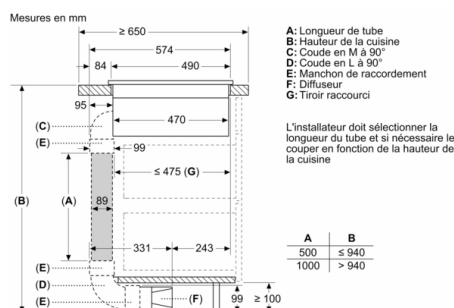 Mesures en mm
≥ 650
574
84
490
95
470
(C)
(E)
99
≤ 475 (G)
(B)
(A)
89
331
243
(E)
(D)
(E)
(F)
99
≥ 100
A: Longueur de tube
B: Hauteur de la cuisine
C: Coude en M à 90°
D: Coude en L à 90°
E: Manchon de raccordement
F: Diffuseur
G: Tiroir raccourci
L'installateur doit sélectionner la
longueur du tube et si nécessaire le
couper en fonction de la hauteur de
la cuisine
A B
500 ≤ 940
1000 > 940